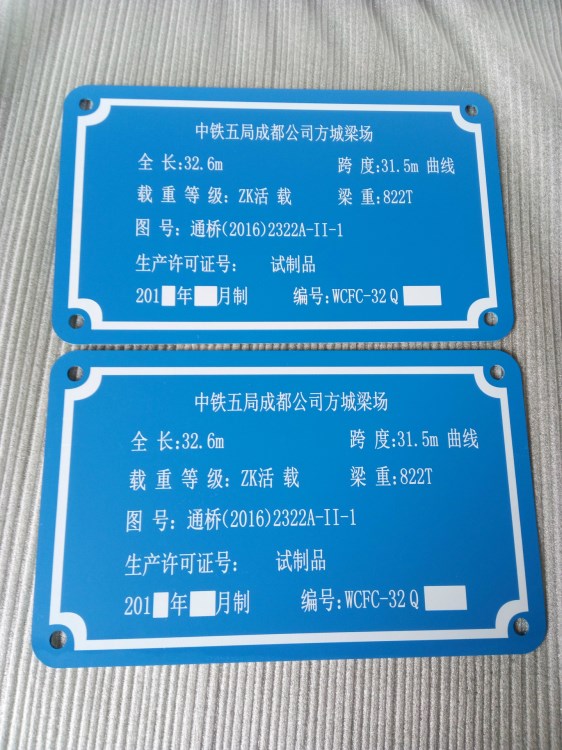 中铁五局成都公司方城梁场
全 长:32.6m 跨 度:31.5m 曲线
载 重 等 级: ZK活 载 梁 重:822T
图 号: 通桥(2016)2322A-II-1
生产许可证号: 试制品
201 年 月制 编号:WCFC-32 Q
中铁五局成都公司方城梁场
全 长:32.6m 跨 度:31.5m 曲线
载 重 等 级: ZK活 载 梁 重:822T
图 号: 通桥(2016)2322A-II-1
生产许可证号: 试制品
201 年 月制 编号:WCFC-32 Q